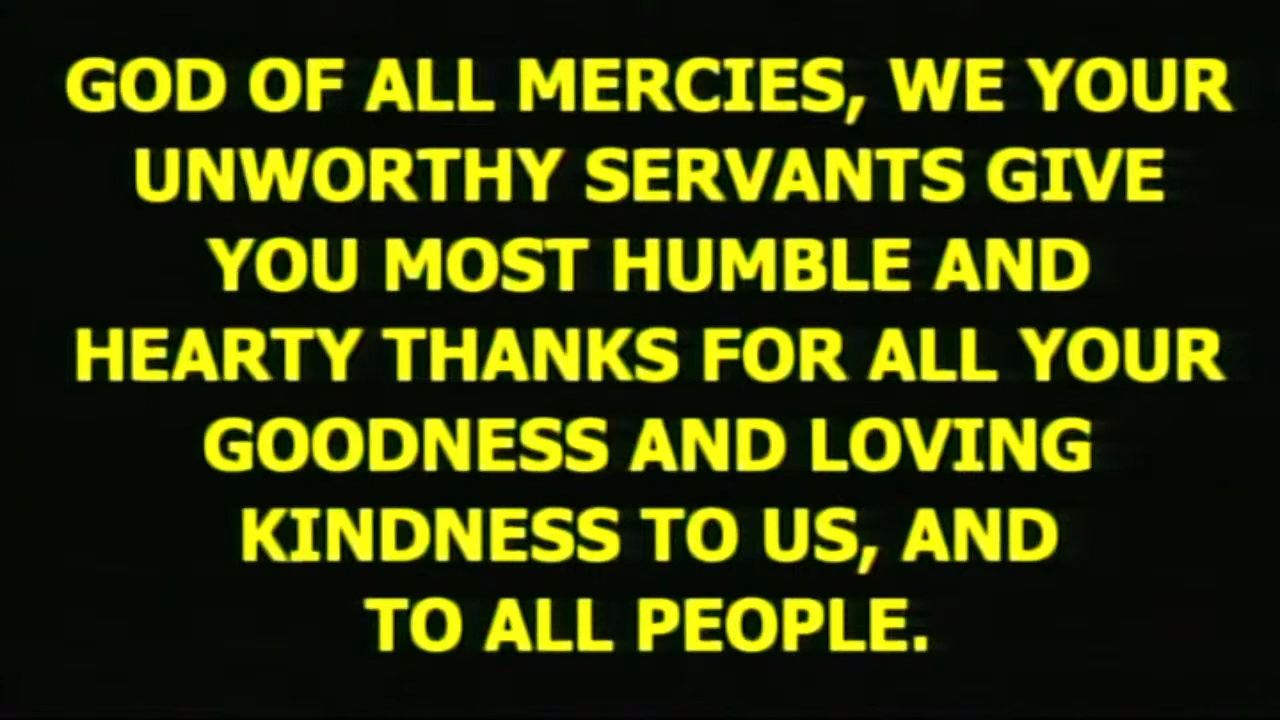 GOD OF ALL MERCIES, WE YOUR
UNWORTHY SERVANTS GIVE
YOU MOST HUMBLE AND
HEARTY THANKS FOR ALL YOUR
GOODNESS AND LOVING
KINDNESS TO US, AND
TO ALL PEOPLE.